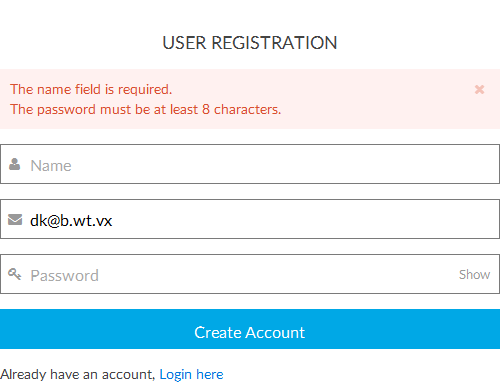 USER REGISTRATION
The name field is required.
The password must be at least 8 characters.
Name
dk@b.wt.vx
Password Show
Create Account
Already have an account, Login here